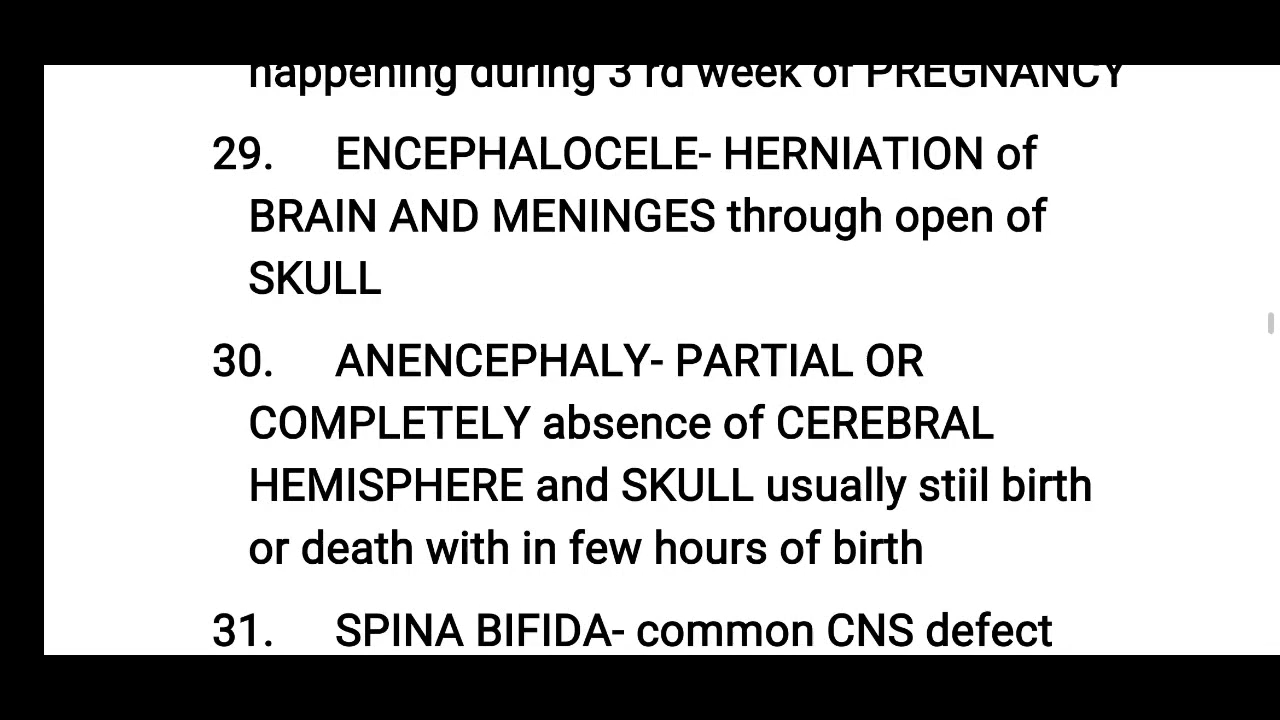 happening during 3 rd week of PREGNANCY
29. ENCEPHALOCELE- HERNIATION of
BRAIN AND MENINGES through open of
SKULL
30. ANENCEPHALY- PARTIAL OR
COMPLETELY absence of CEREBRAL
HEMISPHERE and SKULL usually stiil birth
or death with in few hours of birth
31. SPINA BIFIDA- common CNS defect